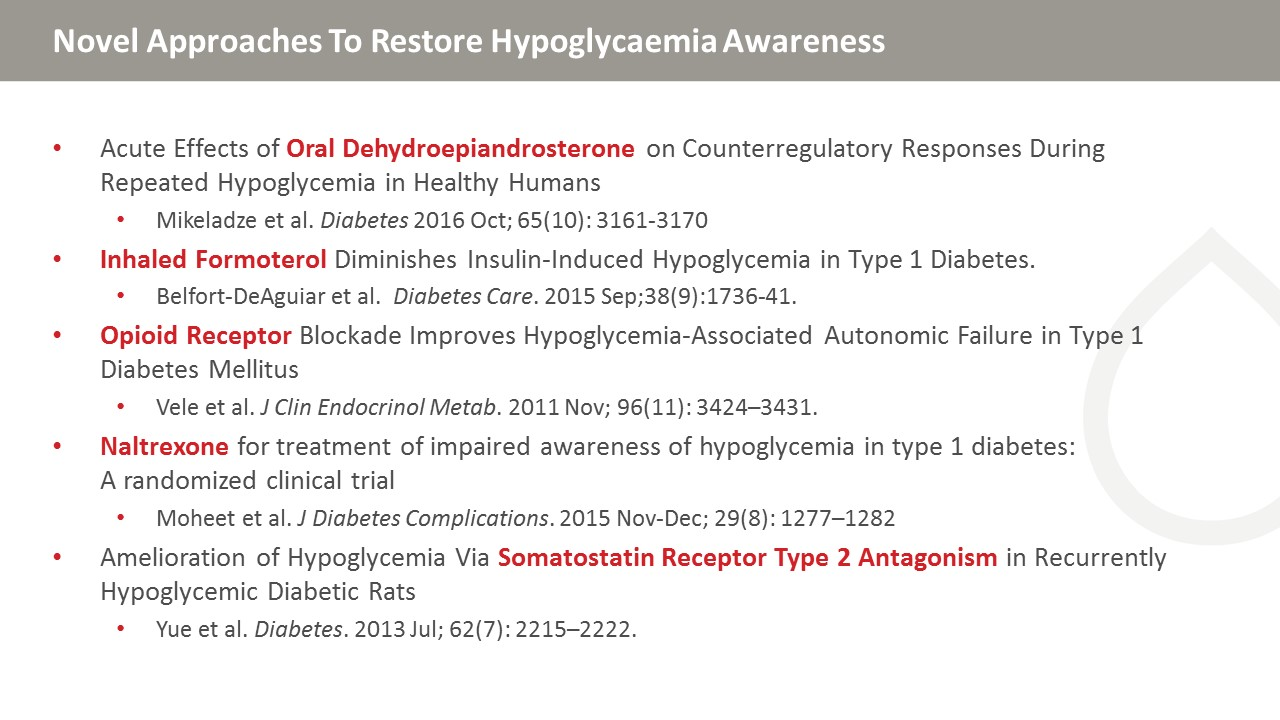 Novel Approaches To Restore Hypoglycaemia Awareness
• Acute Effects of Oral Dehydroepiandrosterone on Counterregulatory Responses During
Repeated Hypoglycemia in Healthy Humans
• Mikeladze et al. Diabetes 2016 Oct; 65(10): 3161-3170
• Inhaled Formoterol Diminishes Insulin-Induced Hypoglycemia in Type 1 Diabetes.
• Belfort-DeAguiar et al. Diabetes Care. 2015 Sep;38(9):1736-41.
• Opioid Receptor Blockade Improves Hypoglycemia-Associated Autonomic Failure in Type 1
Diabetes Mellitus
• Vele et al. J Clin Endocrinol Metab. 2011 Nov; 96(11): 3424–3431.
• Naltrexone for treatment of impaired awareness of hypoglycemia in type 1 diabetes:
A randomized clinical trial
• Moheet et al. J Diabetes Complications. 2015 Nov-Dec; 29(8): 1277–1282
• Amelioration of Hypoglycemia Via Somatostatin Receptor Type 2 Antagonism in Recurrently
Hypoglycemic Diabetic Rats
• Yue et al. Diabetes. 2013 Jul; 62(7): 2215–2222.